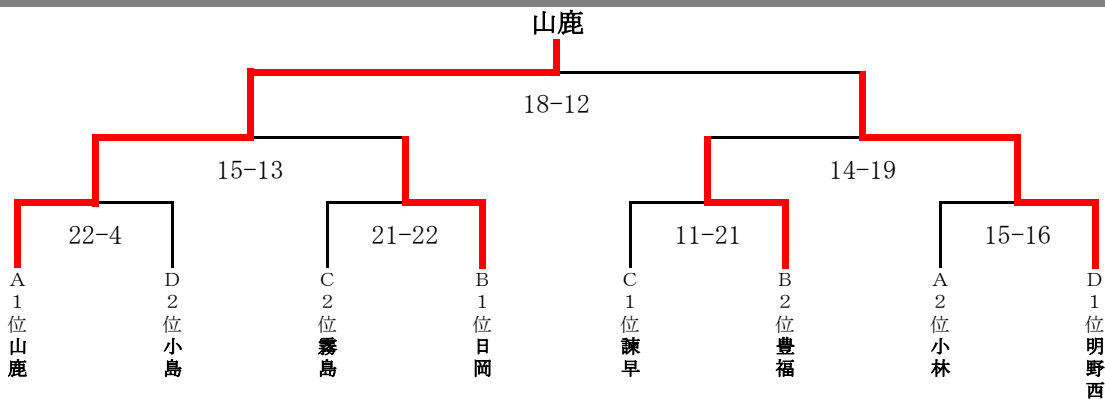 山鹿
18-12
15-13
14-19
22-4
21-22
11-21
15-16
A1位山鹿
D2位小島
C2位霧島
B1位日岡
C1位諫早
B2位豊福
A2位小林
D1位明野西